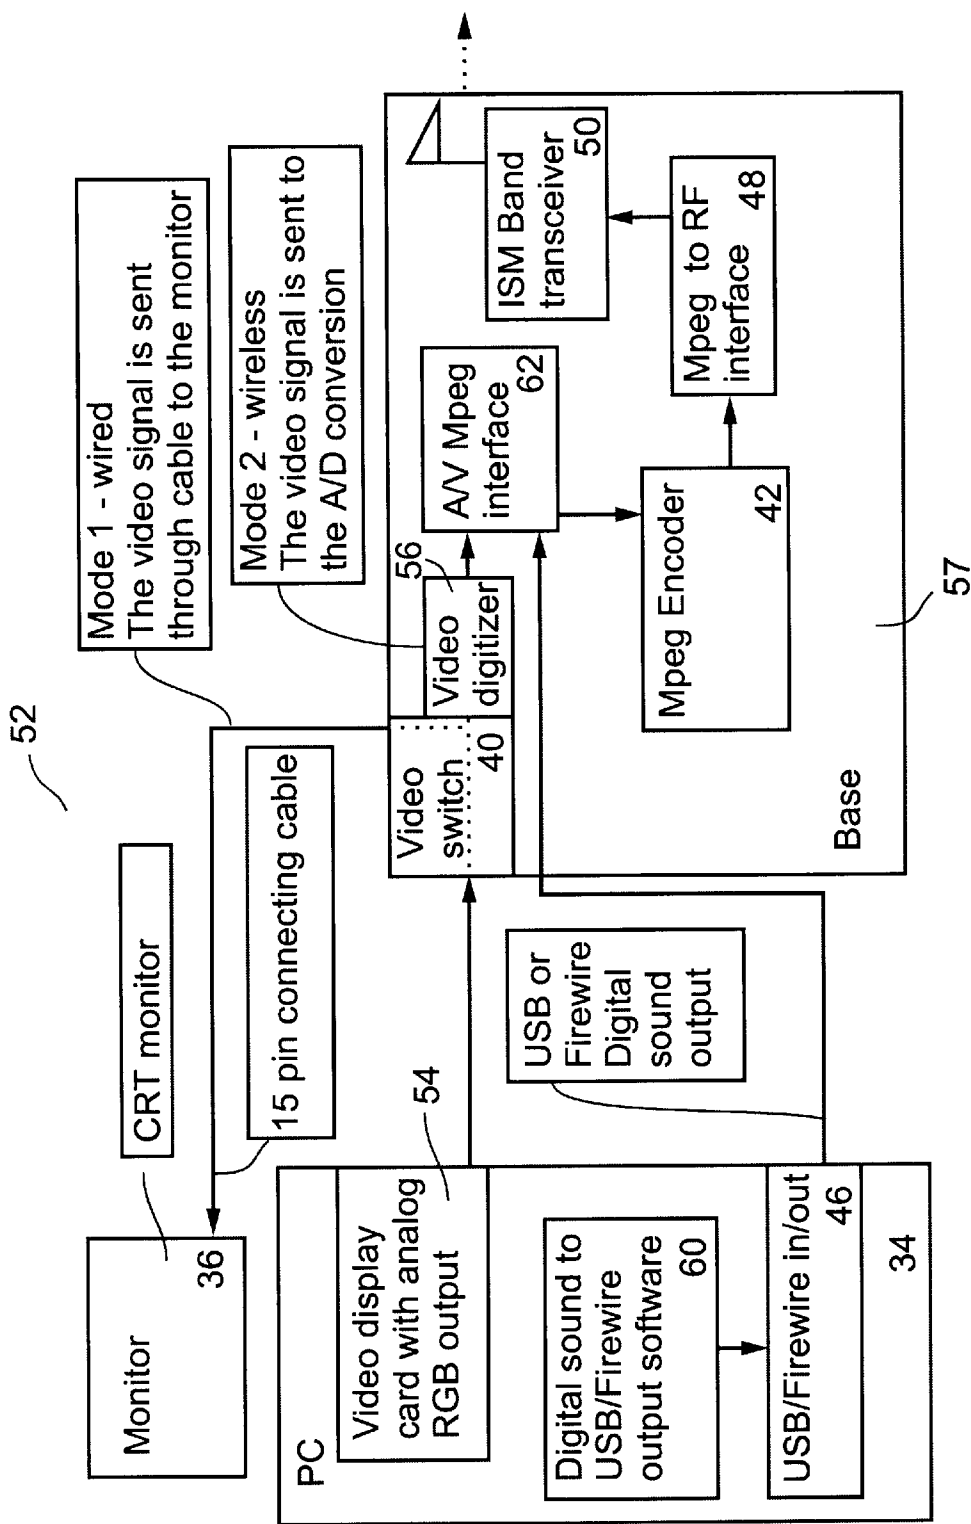 52
Monitor
36
CRT monitor
15 pin connecting cable
Mode 1 - wired
The video signal is sent
through cable to the monitor
Mode 2 - wireless
The video signal is sent to
the A/D conversion
PC
Video display
card with analog
RGB output
54
Digital sound to
USB/Firewire
output software
60
USB/Firewire in/out
46
34
USB or
Firewire
Digital
sound
output
Video
switch
40
Video
digitizer
56
A/V Mpeg
interface
62
ISM Band
transceiver
50
Mpeg Encoder
42
Mpeg to RF
interface
48
Base
57